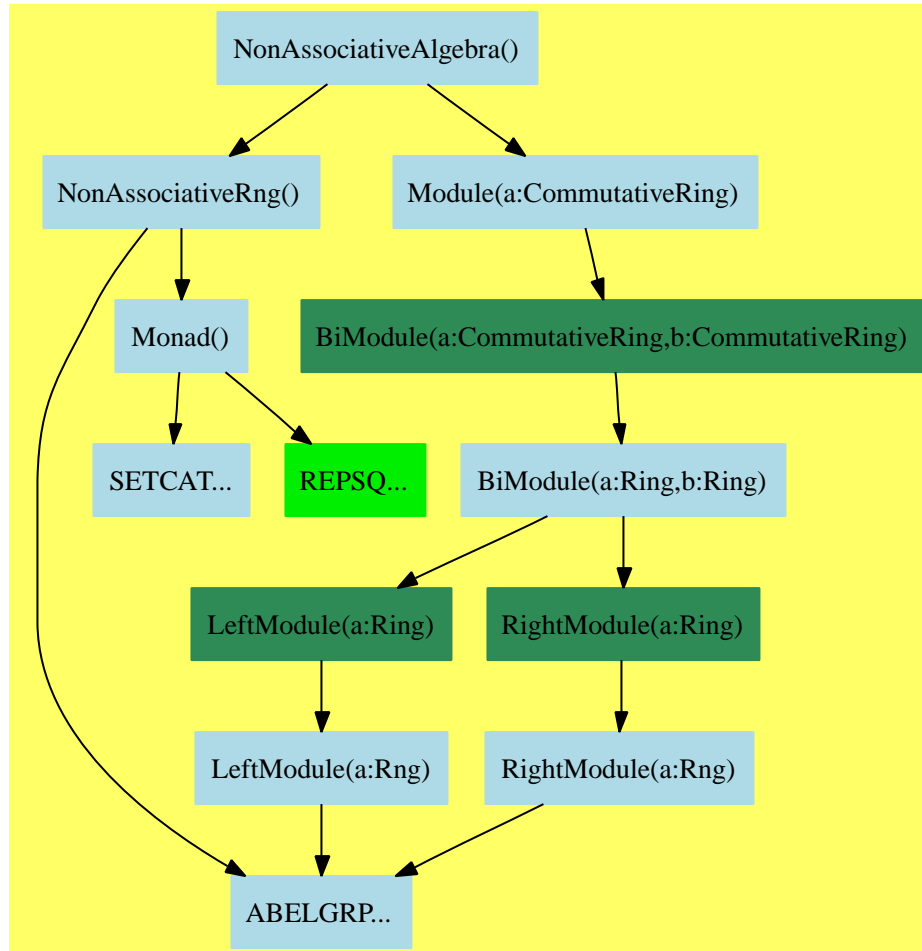 NonAssociativeAlgebra()
NonAssociativeRng()
Module(a:CommutativeRing)
Monad()
BiModule(a:CommutativeRing,b:CommutativeRing)
SETCAT...
REPSQ...
BiModule(a:Ring,b:Ring)
LeftModule(a:Ring)
RightModule(a:Ring)
LeftModule(a:Rng)
RightModule(a:Rng)
ABELGRP...